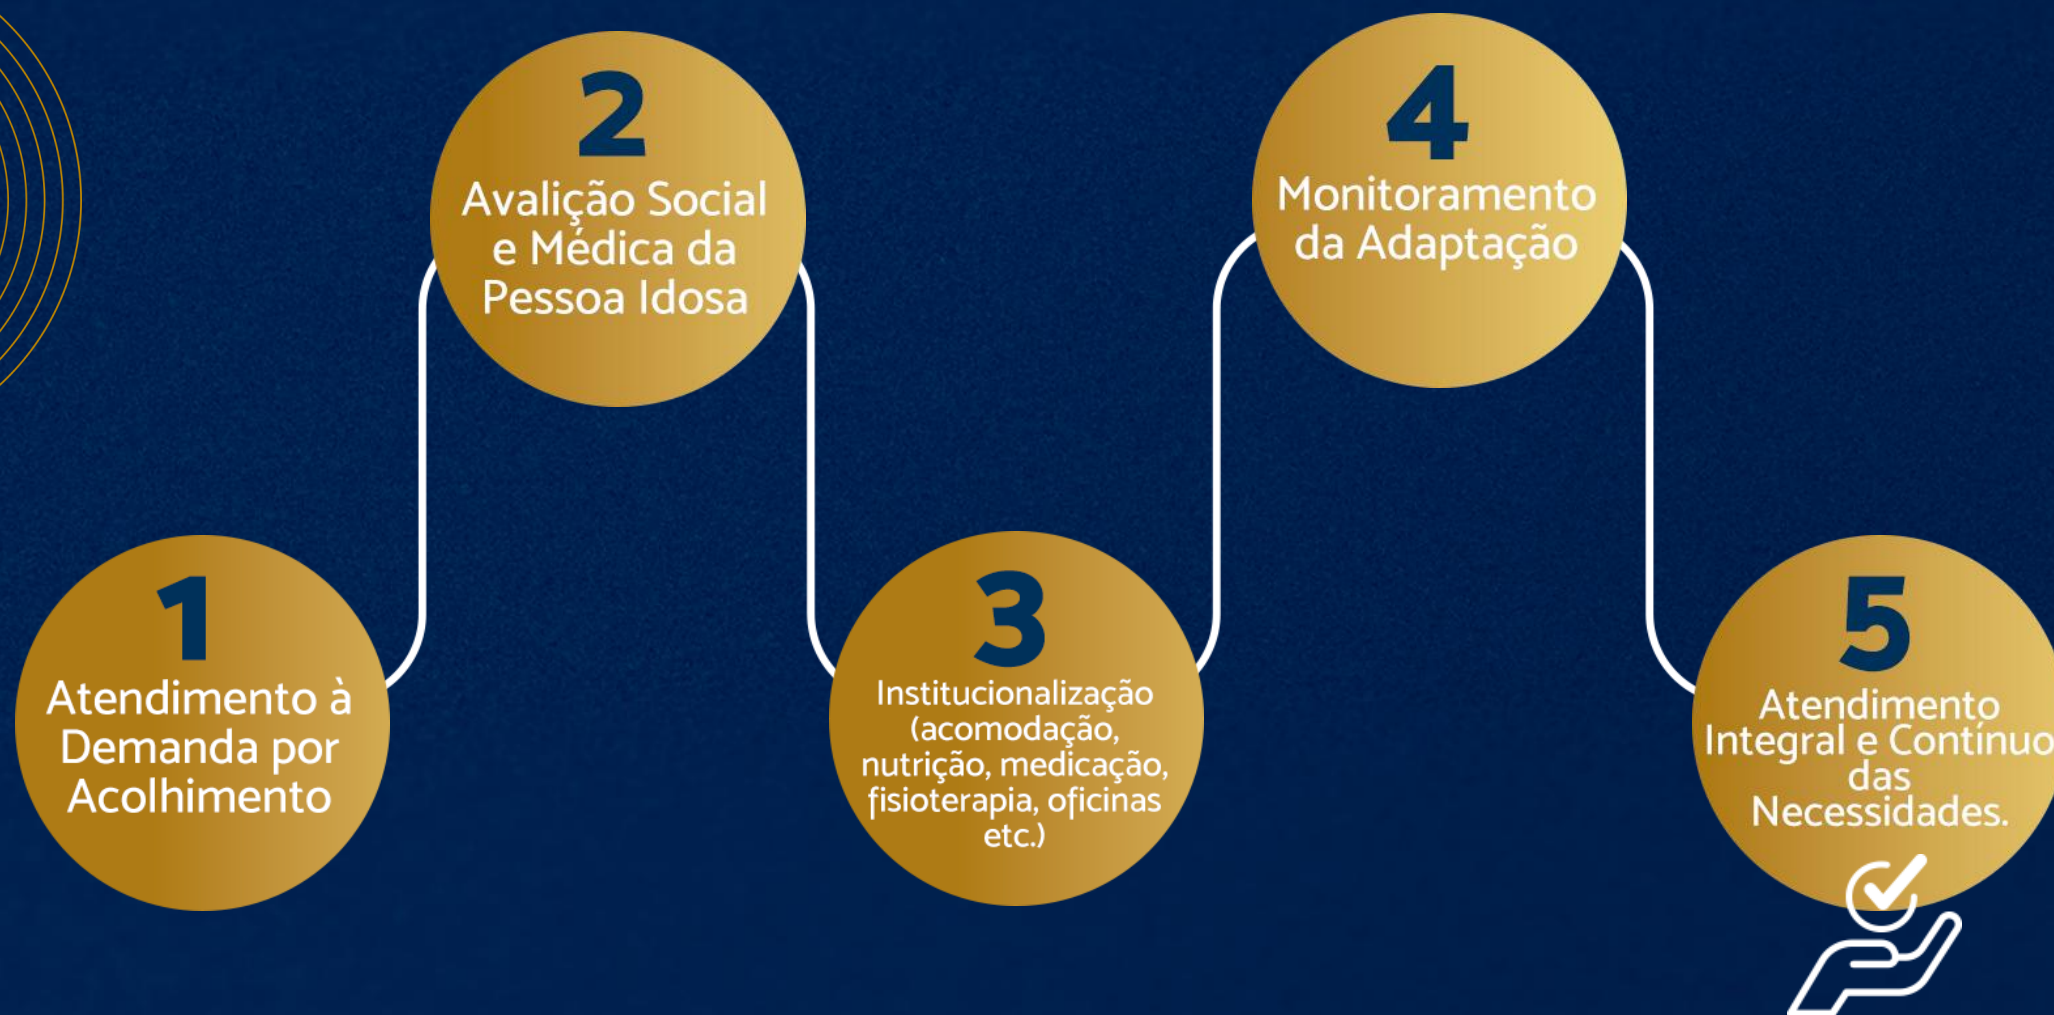 1
Atendimento à
Demanda por
Acolhimento
2
Avalição Social
e Médica da
Pessoa Idosa
3
Institucionalização
(acomodação,
nutrição, medicação,
fisioterapia, oficinas
etc.)
4
Monitoramento
da Adaptação
5
Atendimento
Integral e Contínuo
das
Necessidades.